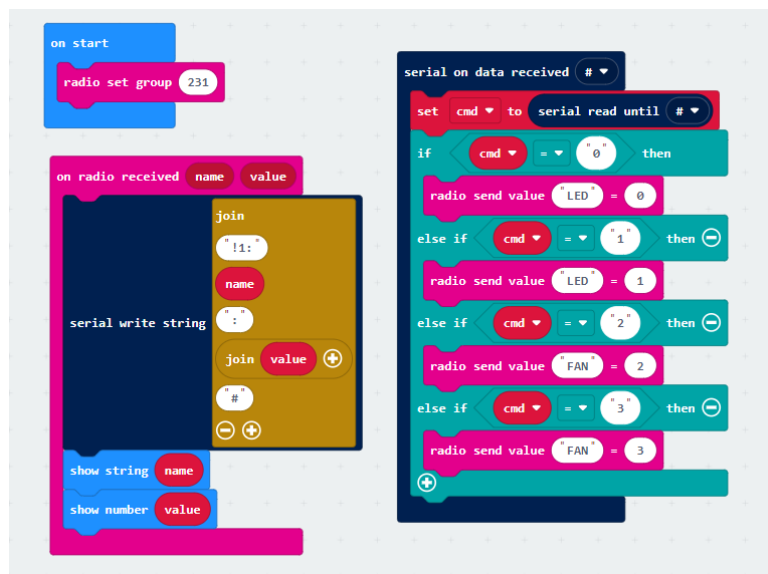 on start
radio set group 231
on radio received name value
serial write string
join
"!1:"
name
":"
join value
"#"
show string name
show number value
serial on data received #
set cmd to serial read until #
if cmd = "0" then
radio send value "LED" = 0
else if cmd = "1" then
radio send value "LED" = 1
else if cmd = "2" then
radio send value "FAN" = 2
else if cmd = "3" then
radio send value "FAN" = 3